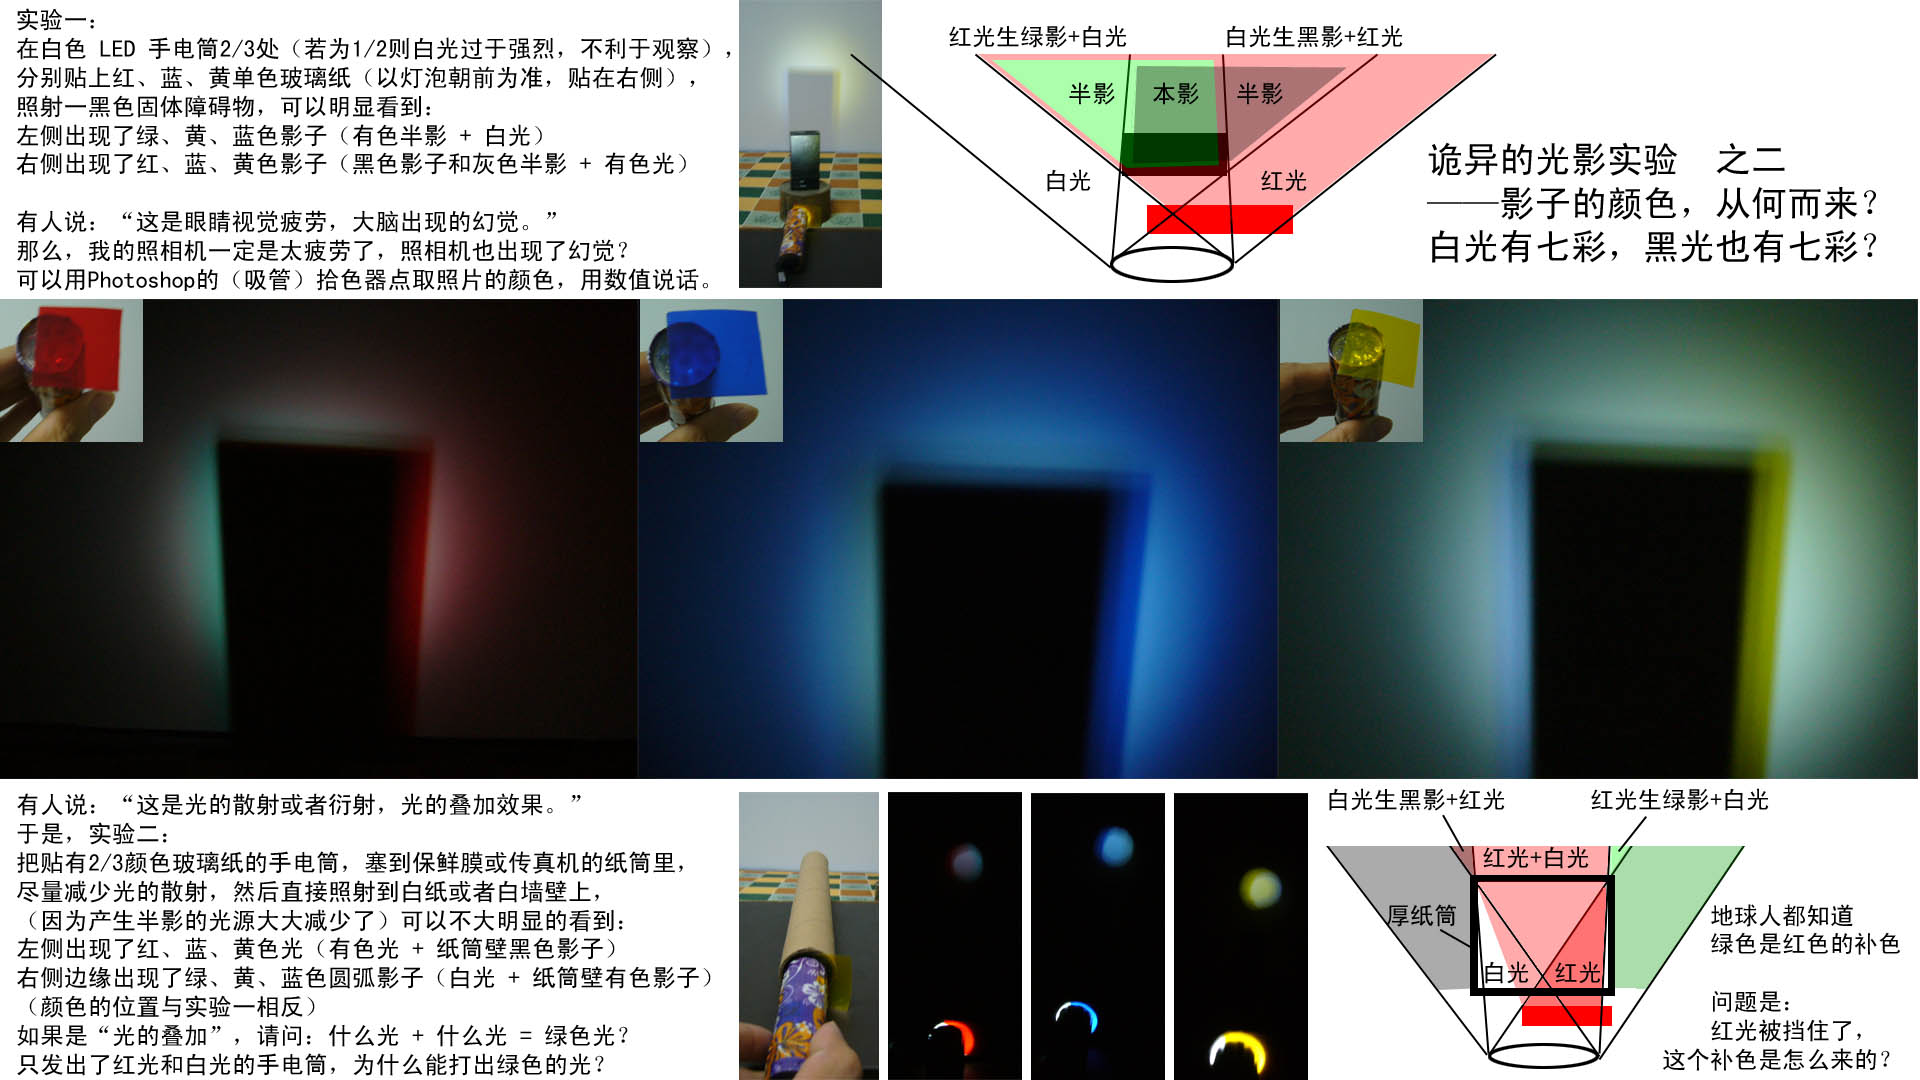 实验一：
在白色 LED 手电筒2/3处（若为1/2则白光过于强烈，不利于观察），
分别贴上红、蓝、黄单色玻璃纸（以灯泡朝前为准，贴在右侧），
照射一黑色固体障碍物，可以明显看到：
左侧出现了绿、黄、蓝色影子（有色半影 + 白光）
右侧出现了红、蓝、黄色影子（黑色影子和灰色半影 + 有色光）
有人说：“这是眼睛视觉疲劳，大脑出现的幻觉。”
那么，我的照相机一定是太疲劳了，照相机也出现了幻觉？
可以用Photoshop的（吸管）拾色器点取照片的颜色，用数值说话。
红光生绿影+白光
白光生黑影+红光
半影
本影
半影
白光
红光
诡异的光影实验 之二
——影子的颜色，从何而来？
白光有七彩，黑光也有七彩？
有人说：“这是光的散射或者衍射，光的叠加效果。”
于是，实验二：
把贴有2/3颜色玻璃纸的手电筒，塞到保鲜膜或传真机的纸筒里，
尽量减少光的散射，然后直接照射到白纸或者白墙壁上，
（因为产生半影的光源大大减少了）可以不大明显的看到：
左侧出现了红、蓝、黄色光（有色光 + 纸筒壁黑色影子）
右侧边缘出现了绿、黄、蓝色圆弧影子（白光 + 纸筒壁有色影子）
（颜色的位置与实验一相反）
如果是“光的叠加”，请问：什么光 + 什么光 = 绿色光？
只发出了红光和白光的手电筒，为什么能打出绿色的光？
白光生黑影+红光
红光生绿影+白光
红光+白光
厚纸筒
白光
红光
地球人都知道
绿色是红色的补色
问题是：
红光被挡住了，
这个补色是怎么来的？